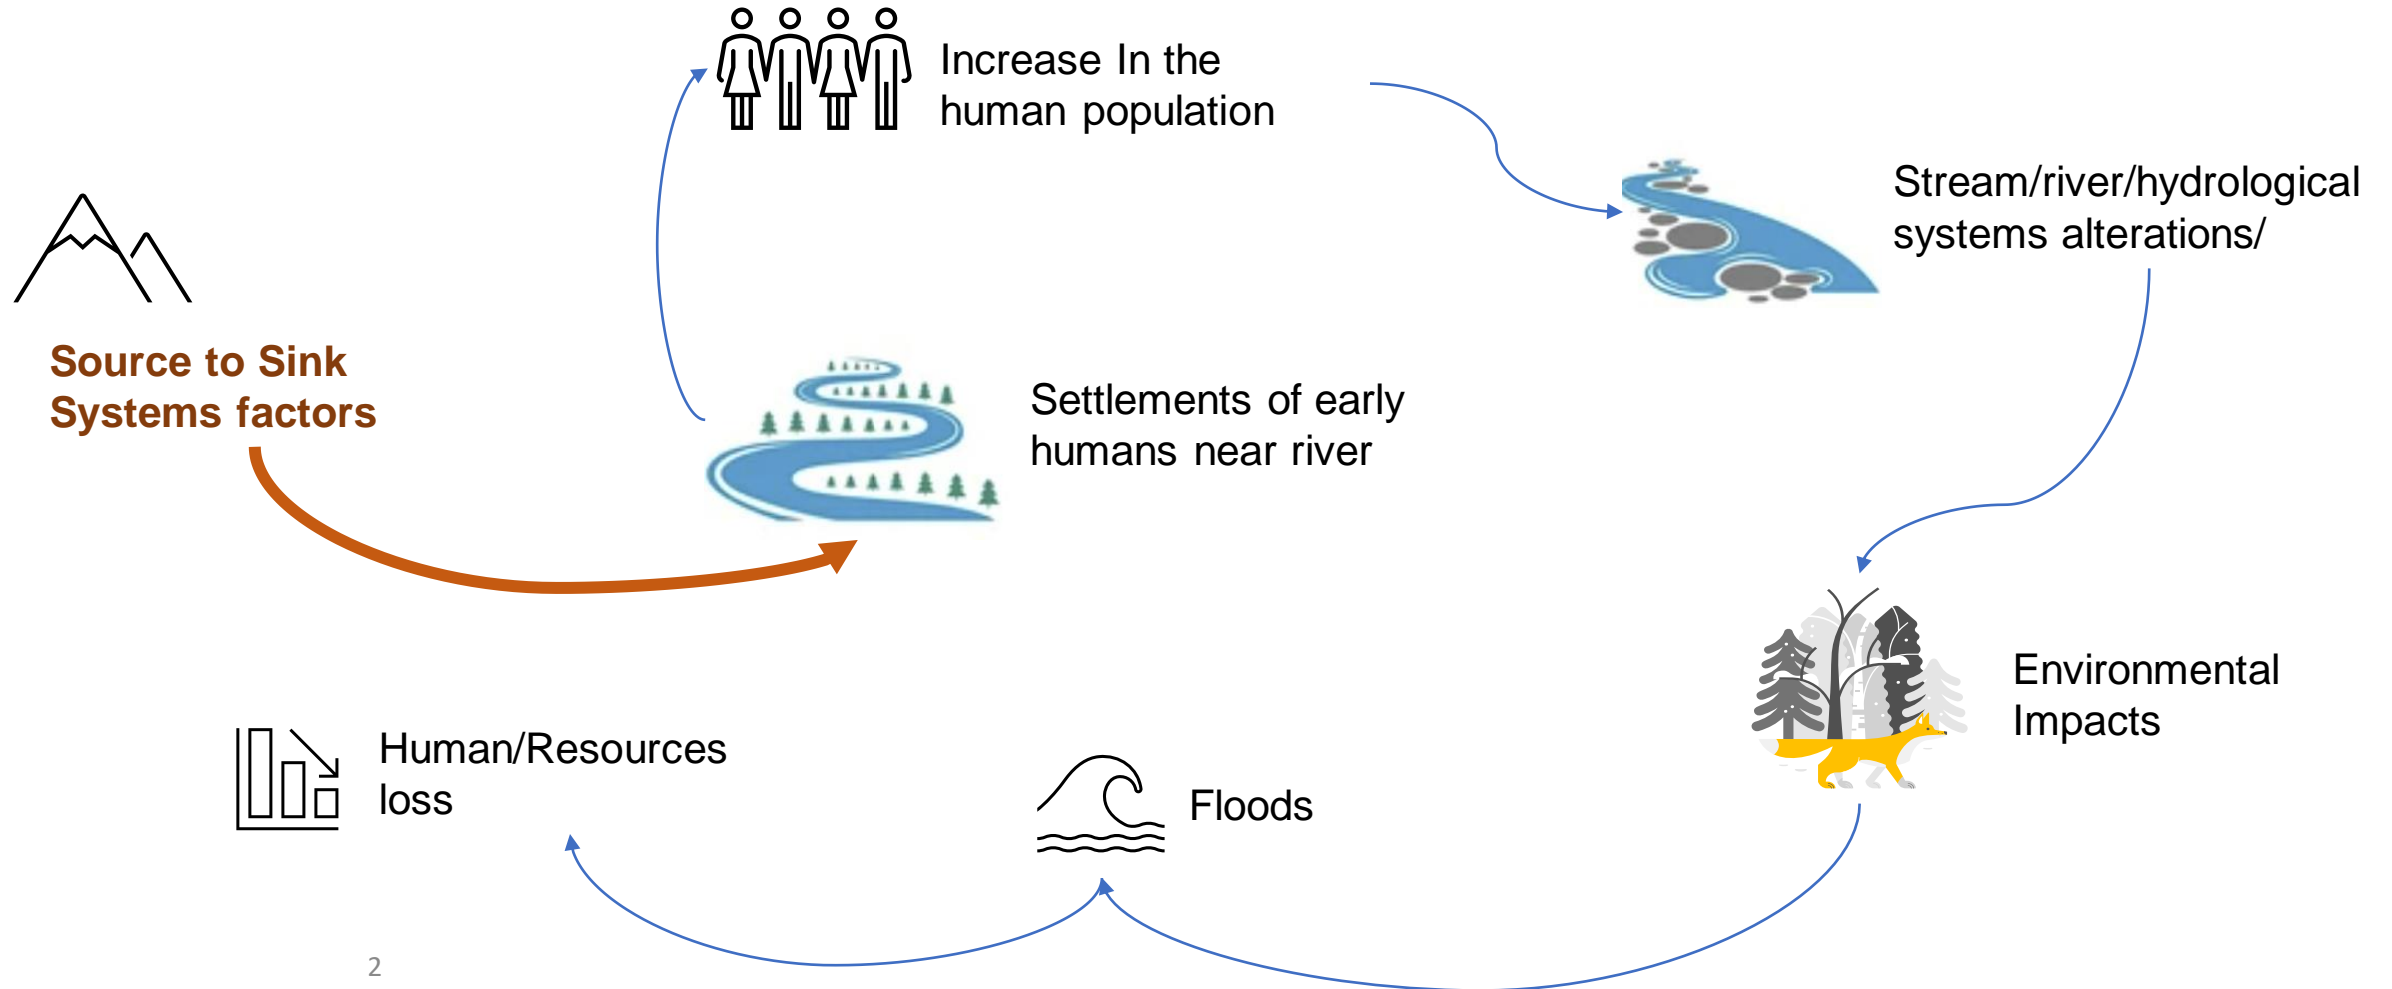 Increase In the
human population
Stream/river/hydrological
systems alterations/
Source to Sink
Systems factors
Settlements of early
humans near river
Environmental
Impacts
Human/Resources
loss
Floods
2